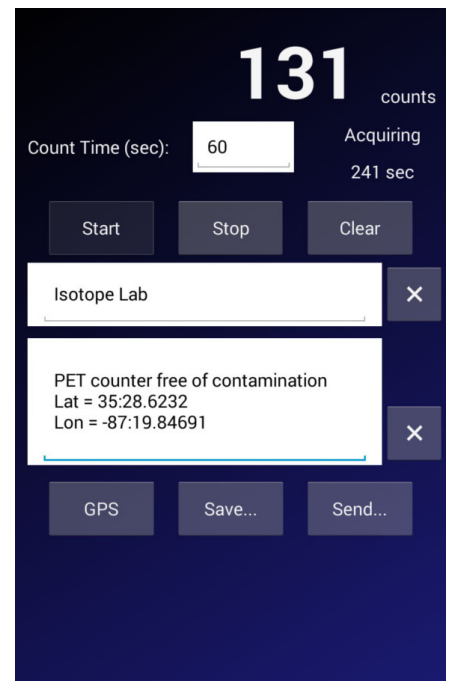 131
counts
Count Time (sec):
60
Acquiring
241 sec
Start
Stop
Clear
Isotope Lab
×
PET counter free of contamination
Lat = 35:28.6232
Lon = -87:19.84691
×
GPS
Save...
Send...